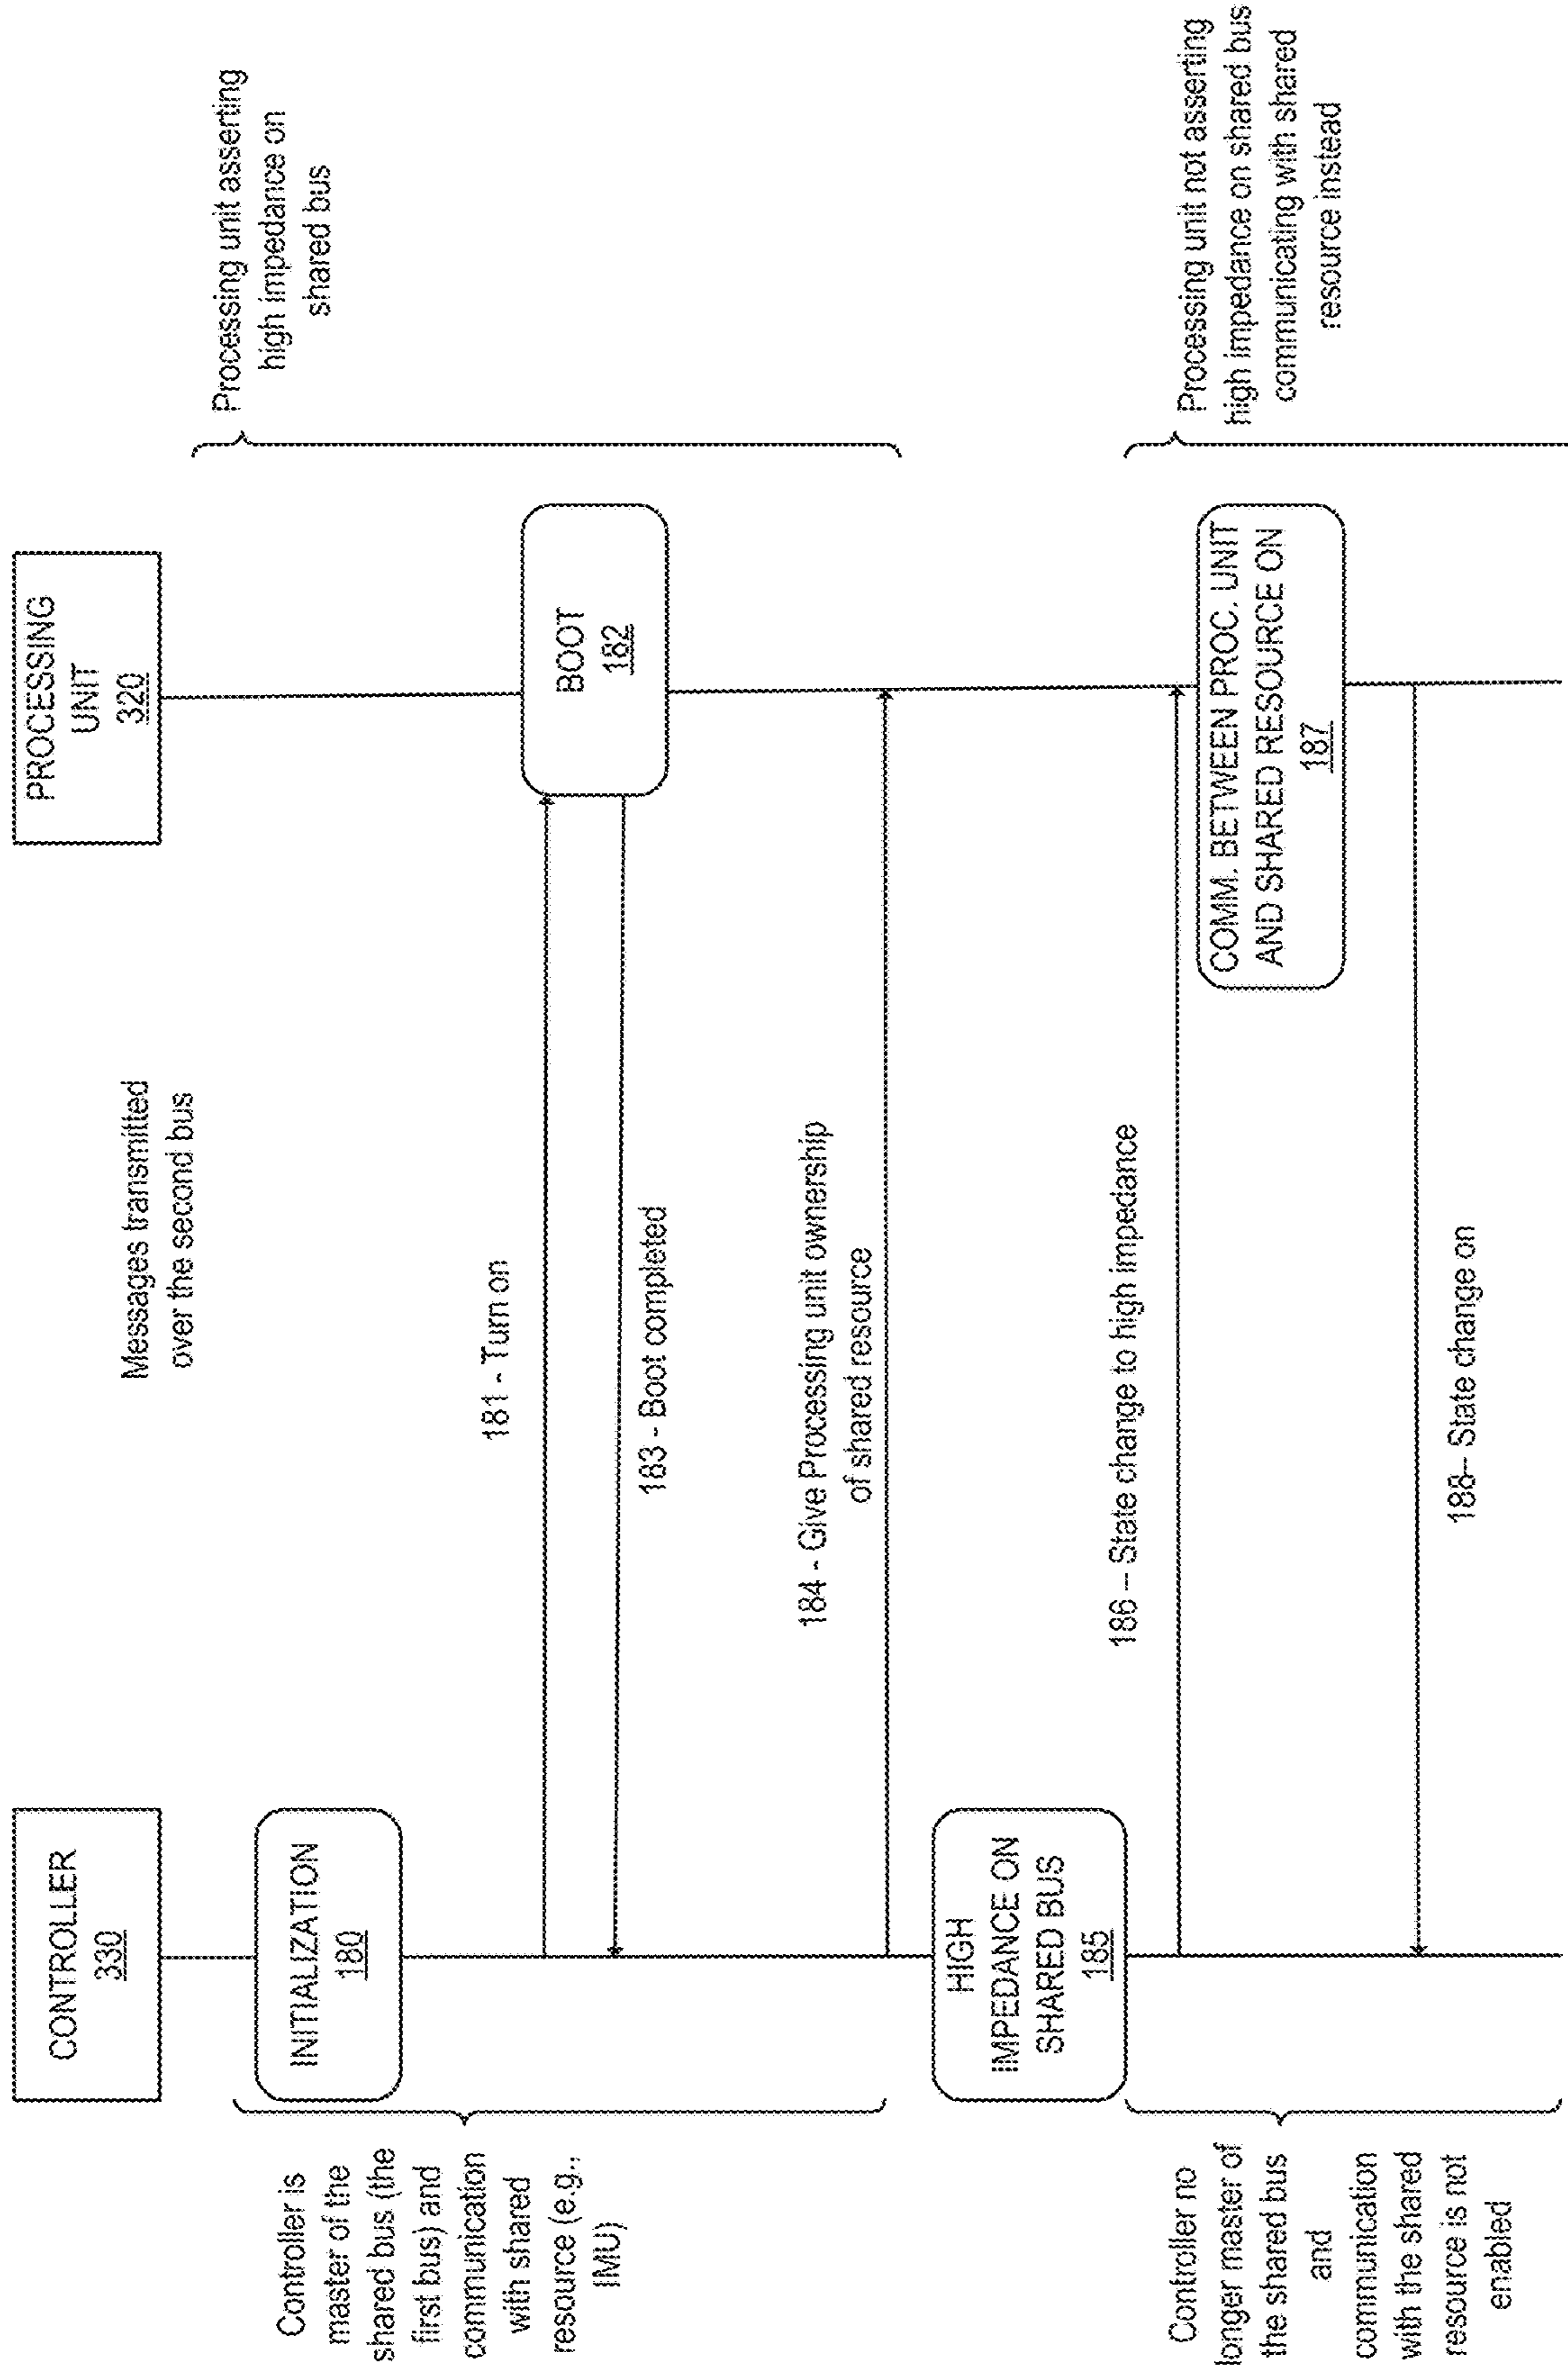 CONTROLLER
330
PROCESSING
UNIT
320
Messages transmitted
over the second bus
Controller is
master of the
shared bus (the
first bus) and
communication
with shared
resource (e.g.,
IMU)
INITIALIZATION
180
Processing unit asserting
high impedance on
shared bus
181 - Turn on
BOOT
182
183 - Boot completed
184 - Give Processing unit ownership
of shared resource
HIGH
IMPEDANCE ON
SHARED BUS
185
186 – State change to high impedance
Controller no
longer master of
the shared bus
and
communication
with the shared
resource is not
enabled
COMM. BETWEEN PROC. UNIT
AND SHARED RESOURCE ON
187
Processing unit not asserting
high impedance on shared bus
communicating with shared
resource instead
188– State change on